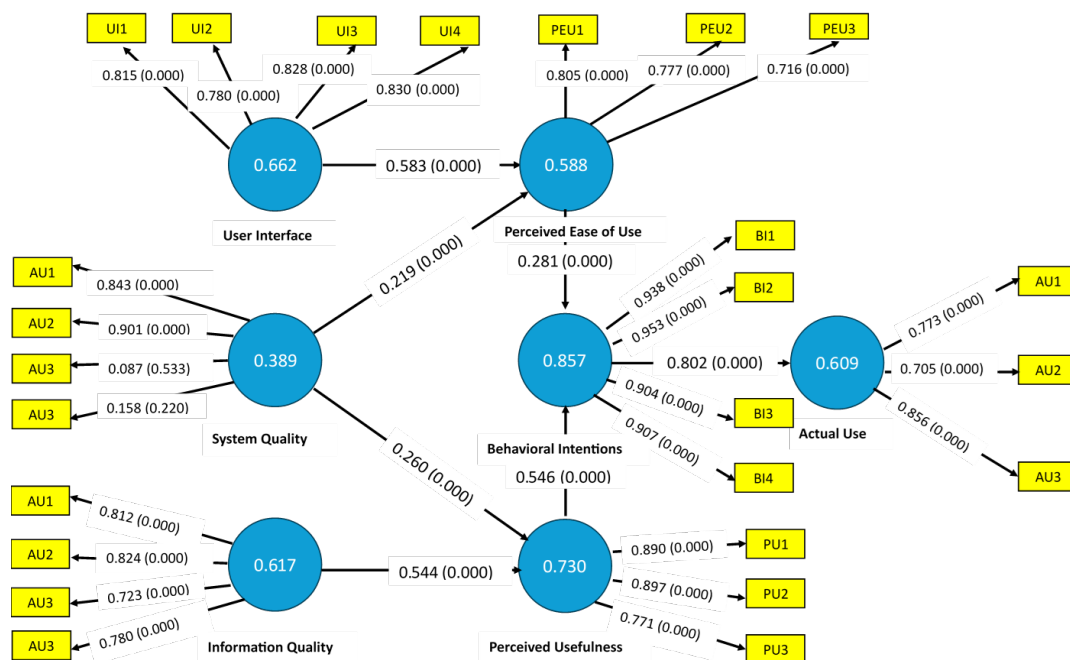 UI1
UI2
UI3
UI4
PEU1
PEU2
PEU3
0.815 (0.000)
0.780 (0.000)
0.828 (0.000)
0.830 (0.000)
0.805 (0.000)
0.777 (0.000)
0.716 (0.000)
0.662
0.583 (0.000)
0.588
User Interface
Perceived Ease of Use
0.219 (0.000)
0.281 (0.000)
AU1
0.843 (0.000)
AU2
0.901 (0.000)
AU3
0.087 (0.533)
AU3
0.158 (0.220)
0.389
System Quality
0.857
Behavioral Intentions
0.938 (0.000)
BI1
0.953 (0.000)
BI2
0.904 (0.000)
BI3
0.907 (0.000)
BI4
0.802 (0.000)
0.609
Actual Use
0.773 (0.000)
AU1
0.705 (0.000)
AU2
0.856 (0.000)
AU3
0.260 (0.000)
0.546 (0.000)
AU1
0.812 (0.000)
AU2
0.824 (0.000)
AU3
0.723 (0.000)
AU3
0.780 (0.000)
0.617
Information Quality
0.544 (0.000)
0.730
Perceived Usefulness
0.890 (0.000)
PU1
0.897 (0.000)
PU2
0.771 (0.000)
PU3